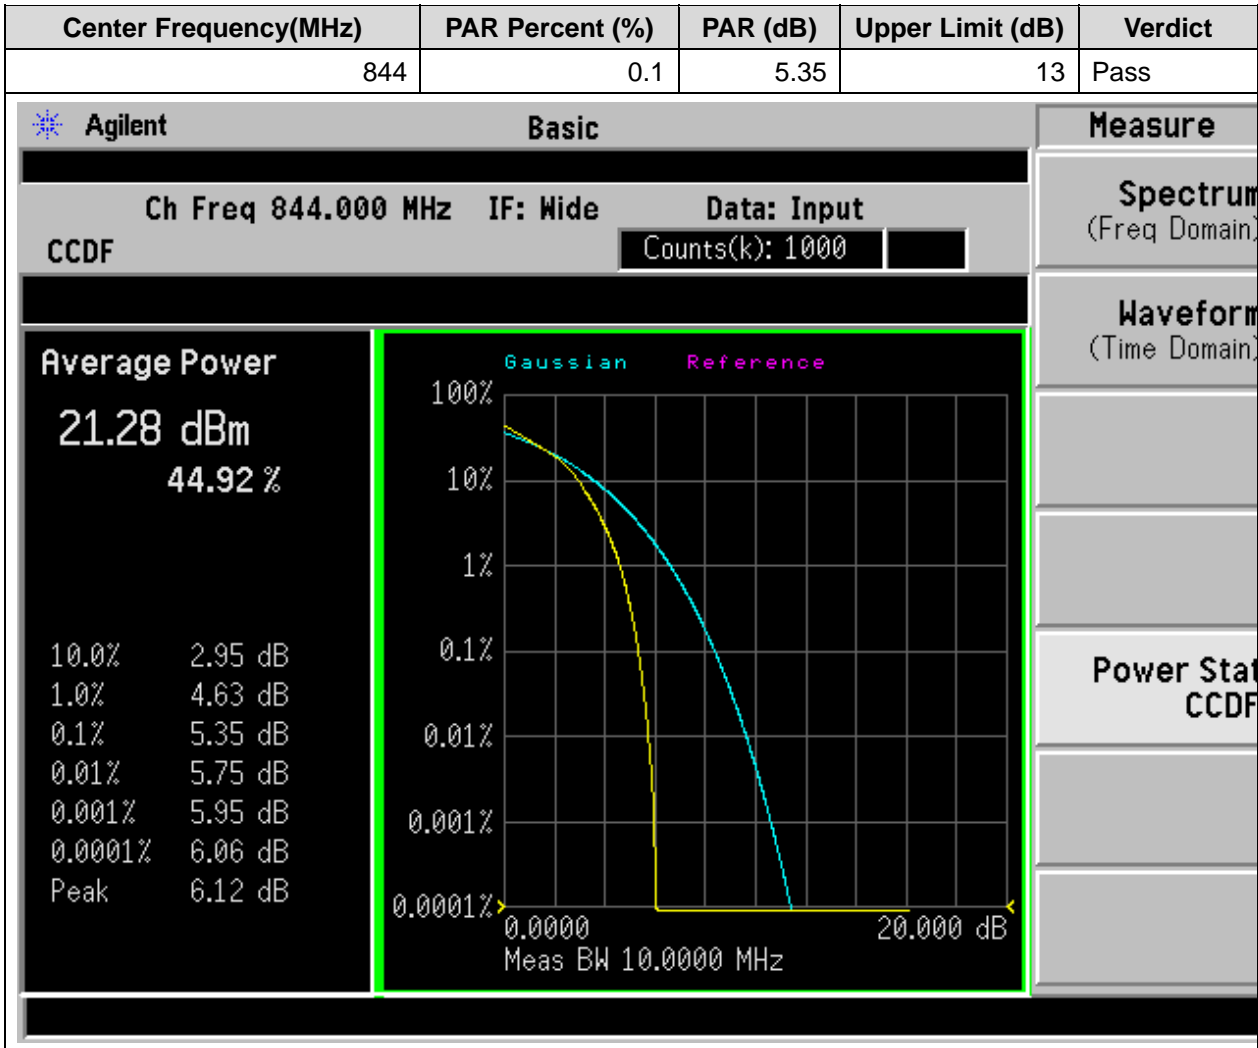 Center Frequency(MHz) PAR Percent (%) PAR (dB) Upper Limit (dB) Verdict
844 0.1 5.35 13 Pass
Agilent Basic Measure
Ch Freq 844.000 MHz IF: Wide Data: Input
CCDF Counts(k): 1000
Spectrum
(Freq Domain)
Waveform
(Time Domain)
Power Stat
CCDF
Average Power
21.28 dBm
44.92 %
10.0% 2.95 dB
1.0% 4.63 dB
0.1% 5.35 dB
0.01% 5.75 dB
0.001% 5.95 dB
0.0001% 6.06 dB
Peak 6.12 dB
Gaussian Reference
100%
10%
1%
0.1%
0.01%
0.001%
0.0001%
0.0000 20.000 dB
Meas BW 10.0000 MHz